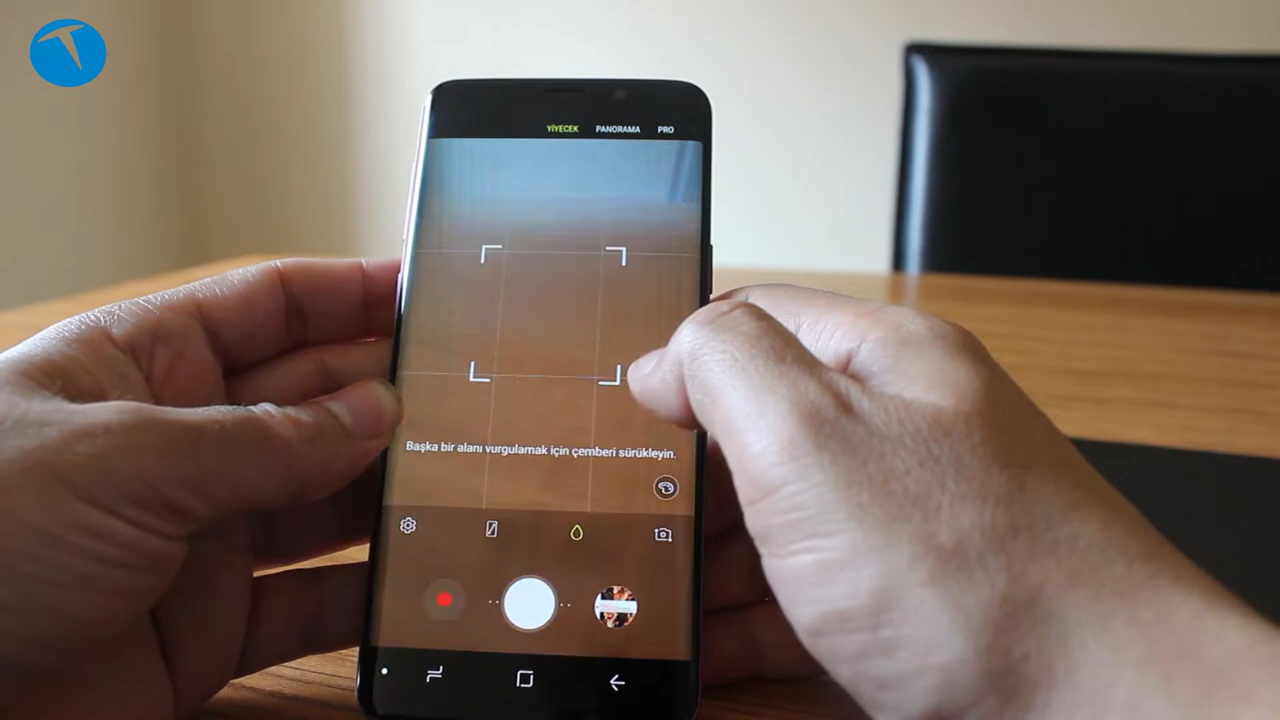 YİYECEK PANORAMA PRO
Başka bir alanı vurgulamak için çemberi sürükleyin.